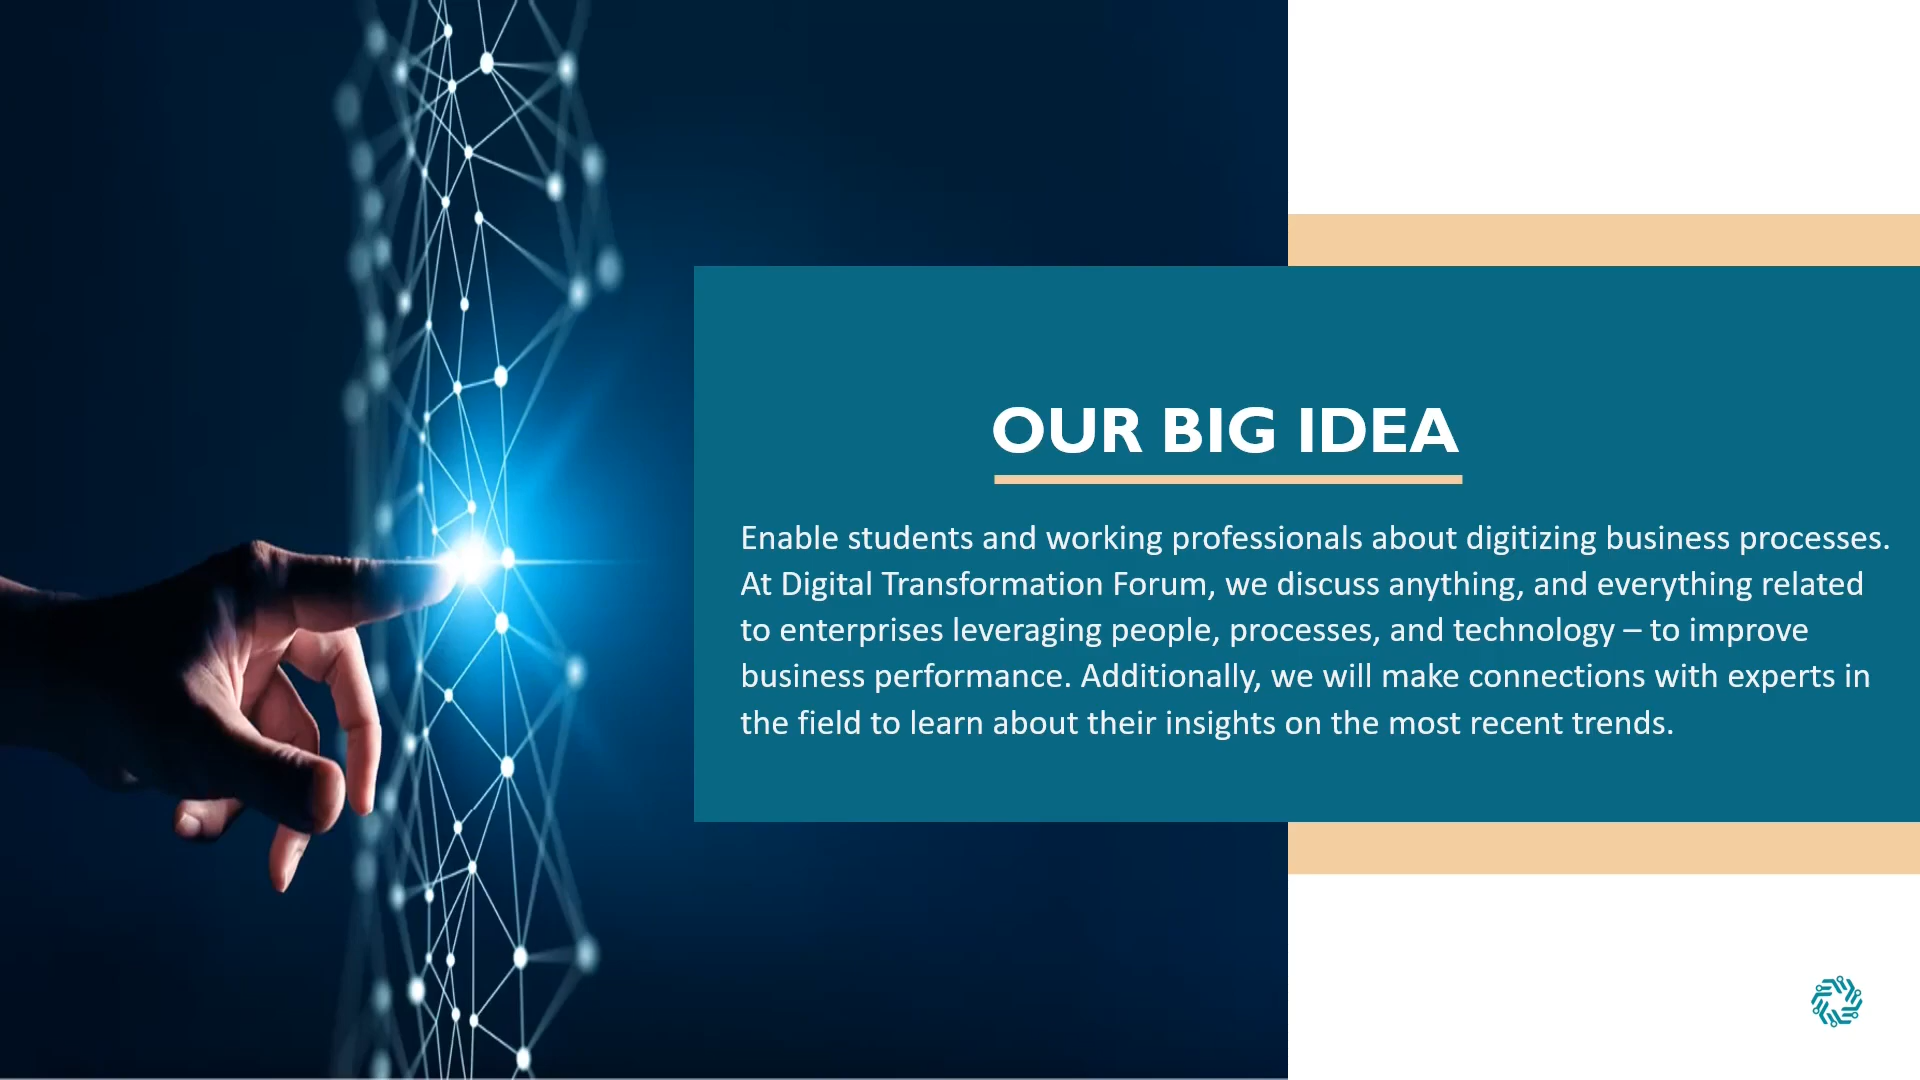 OUR BIG IDEA
Enable students and working professionals about digitizing business processes.
At Digital Transformation Forum, we discuss anything, and everything related
to enterprises leveraging people, processes, and technology – to improve
business performance. Additionally, we will make connections with experts in
the field to learn about their insights on the most recent trends.